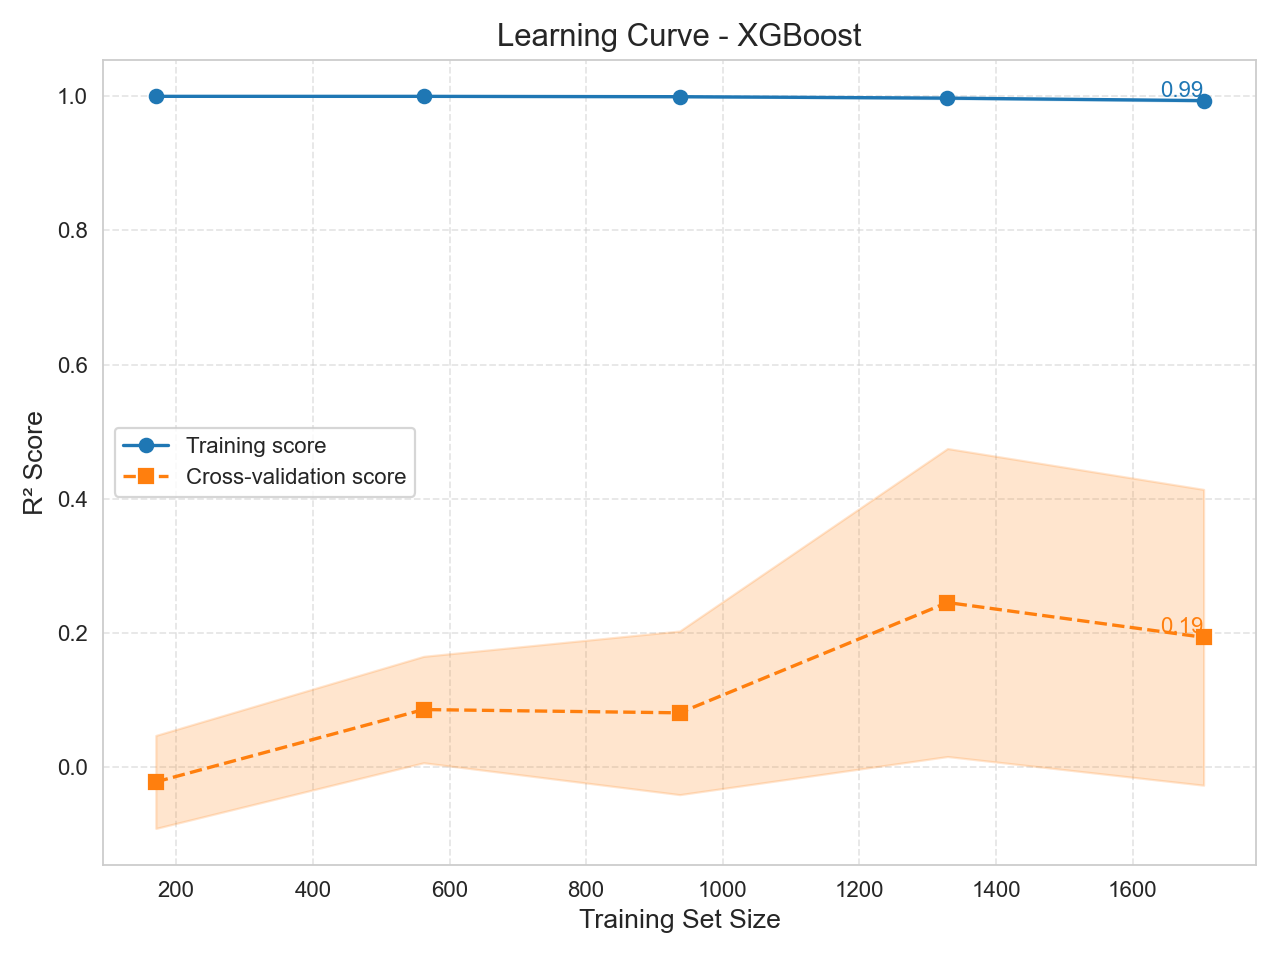 Learning Curve - XGBoost
R² Score
1.0
0.8
0.6
0.4
0.2
0.0
0.99
Training score
Cross-validation score
0.19
200 400 600 800 1000 1200 1400 1600
Training Set Size